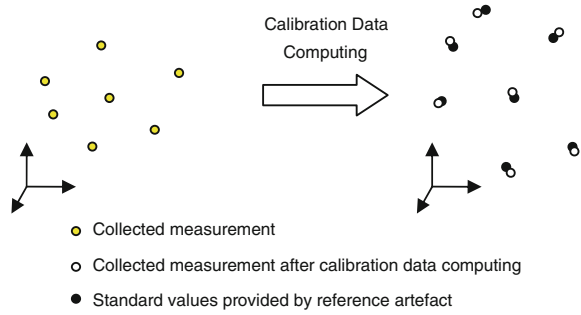 Calibration Data
Computing
Collected measurement
Collected measurement after calibration data computing
Standard values provided by reference artefact